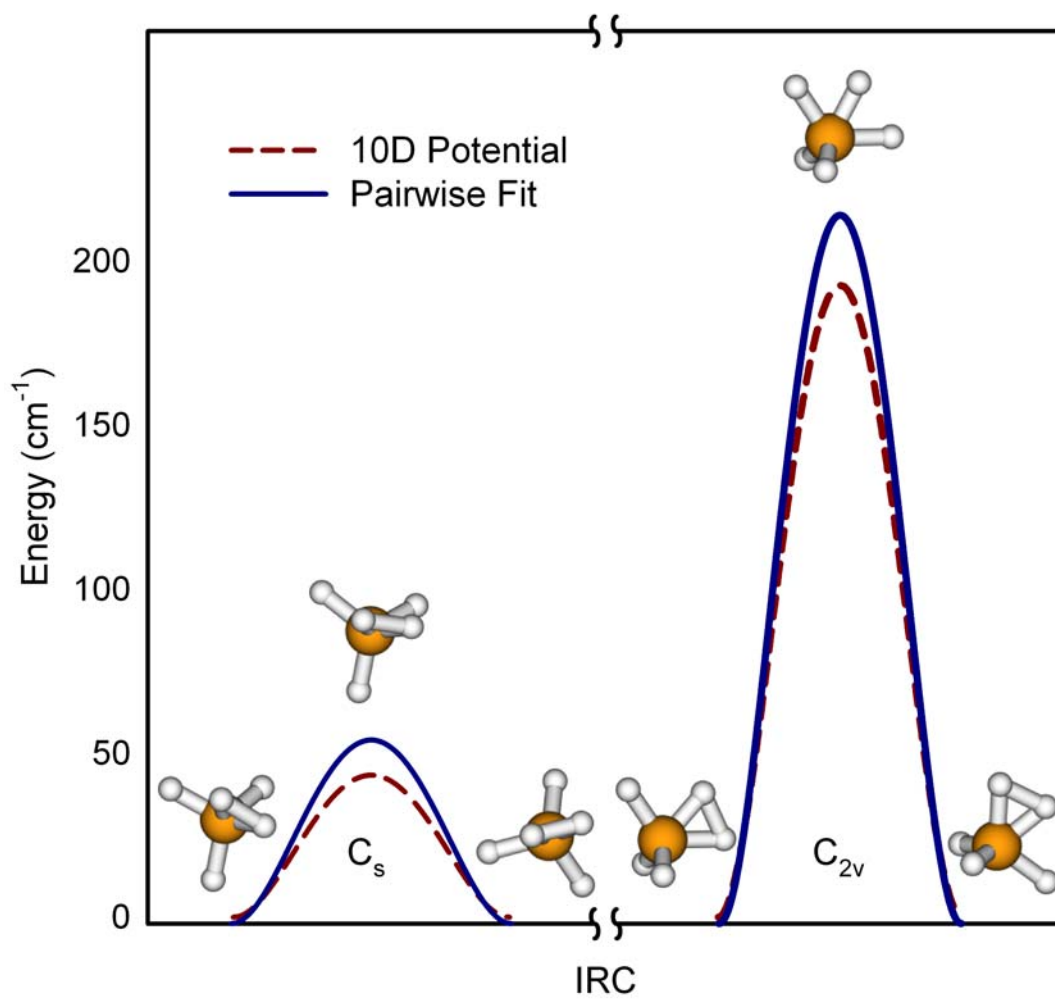 10D Potential
Pairwise Fit
Energy (cm⁻¹)
200
150
100
50
0
Cₛ
C₂ᵥ
IRC